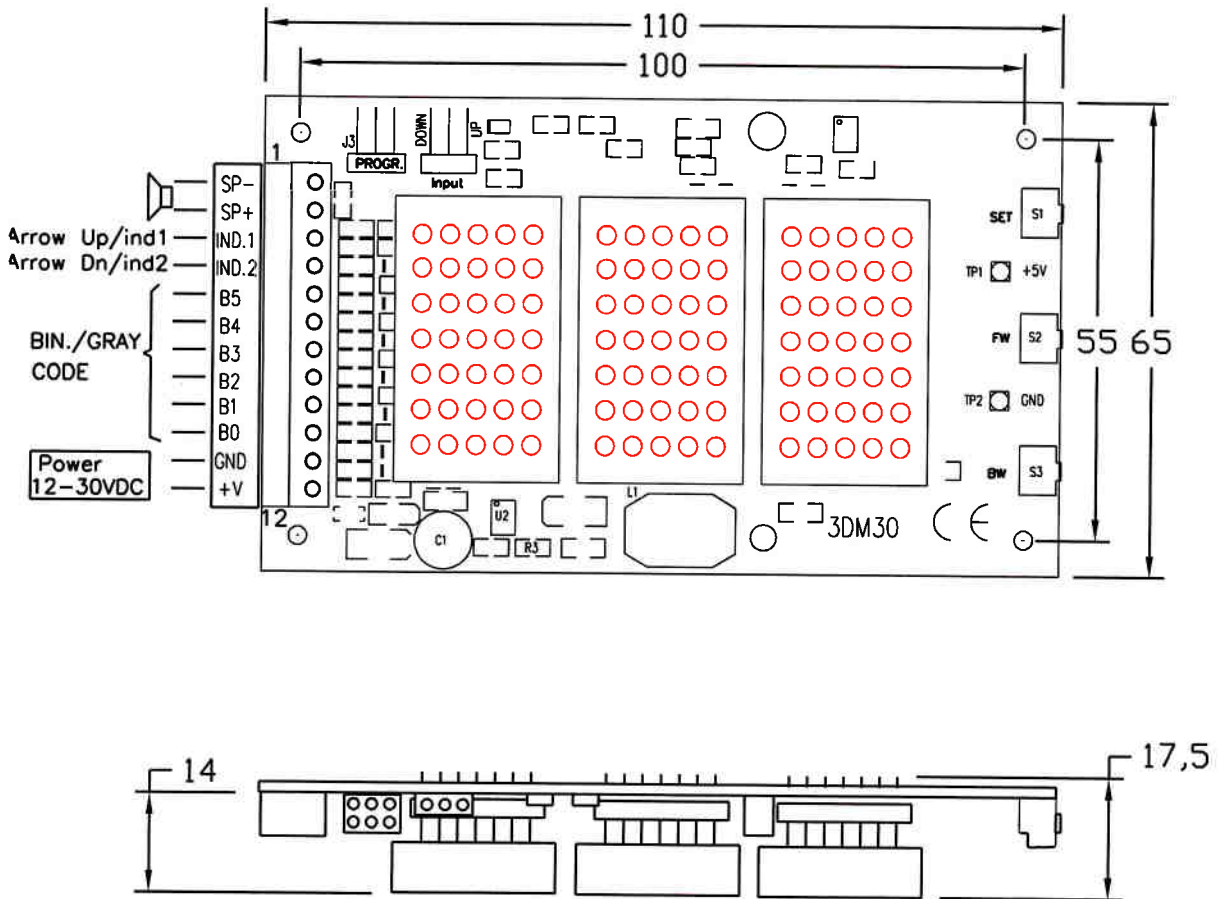 110
100
1
J3
PROGR.
DOWN
UP
Input
SP-
SP+
Arrow Up/ind1
IND.1
Arrow Dn/ind2
IND.2
B5
B4
BIN./GRAY
CODE
B3
B2
B1
B0
Power
12-30VDC
GND
+V
12
SET
S1
TP1
+5V
FW
S2
55
65
TP2
GND
BW
S3
L1
U2
C1
R3
3DM30
CE
14
17,5